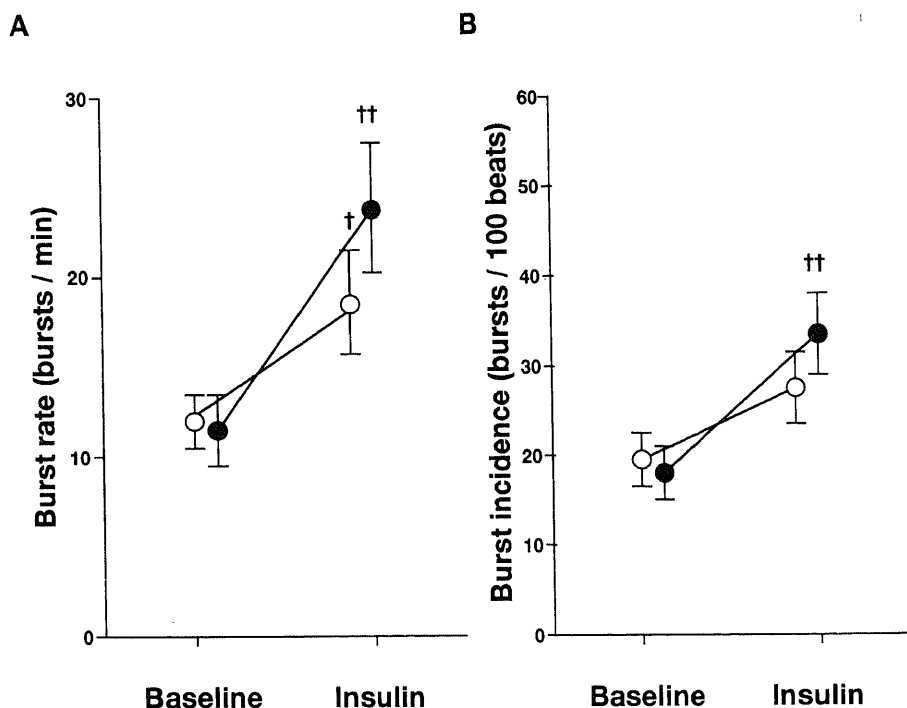 A
Burst rate (bursts / min)
30
20
10
0
††
†
Baseline
Insulin
B
Burst incidence (bursts / 100 beats)
60
50
40
30
20
10
0
††
Baseline
Insulin